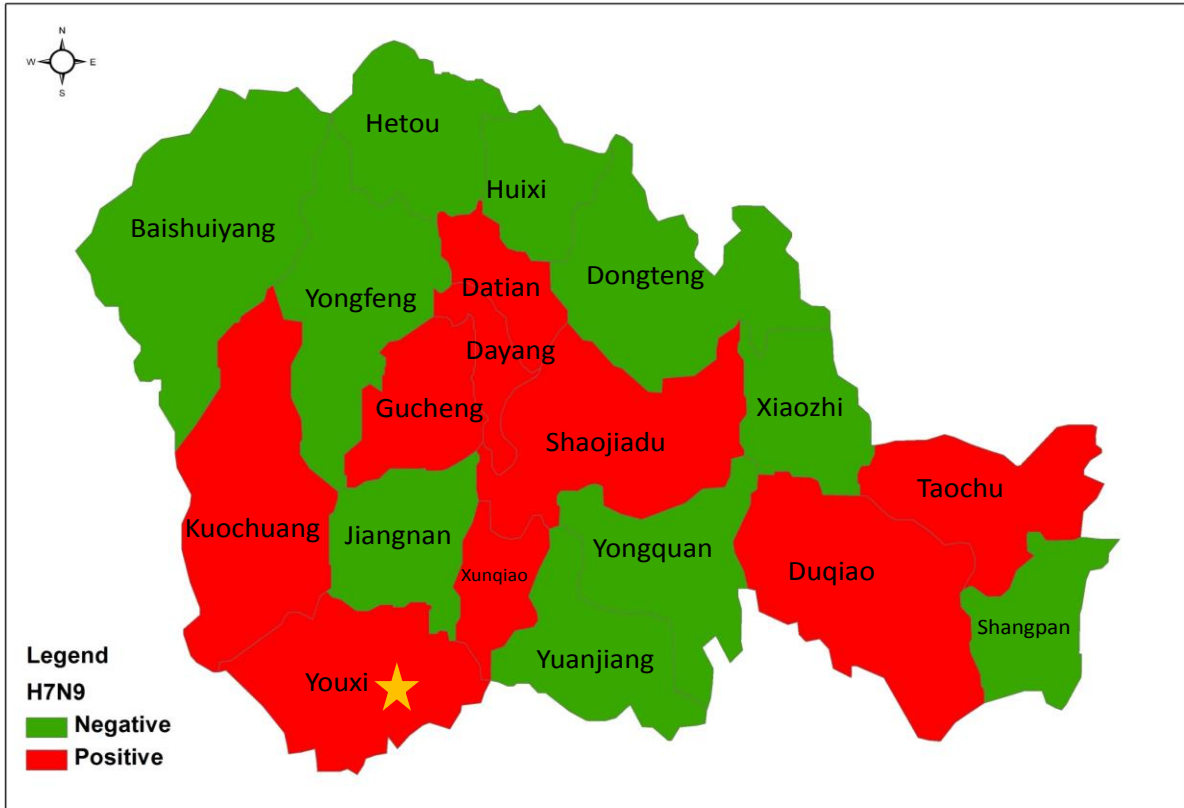 N
W E
S
Hetou
Huixi
Baishuiyang
Dongteng
Datian
Yongfeng
Dayang
Gucheng
Xiaozhi
Shaojiadu
Taochu
Kuochuang
Jiangnan
Yongquan
Xunqiao
Duqiao
Shangpan
Yuanjiang
Youxi
Legend
H7N9
Negative
Positive